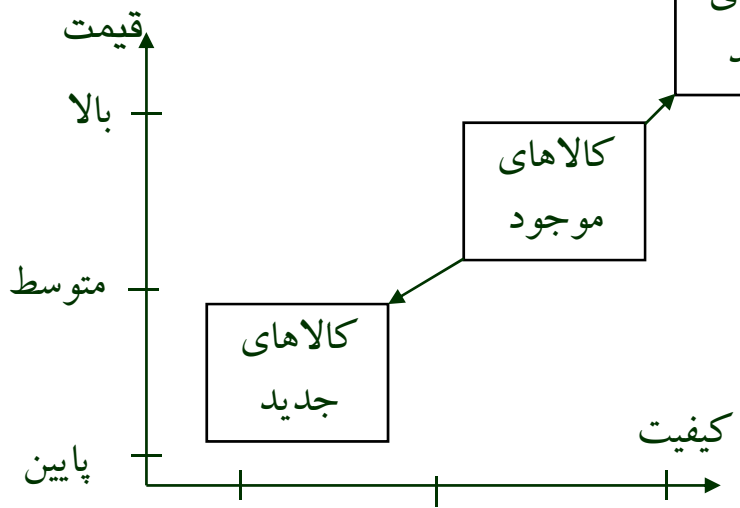 قیمت
بالا
کالاهای
موجود
متوسط
کالاهای
جدید
کیفیت
پایین